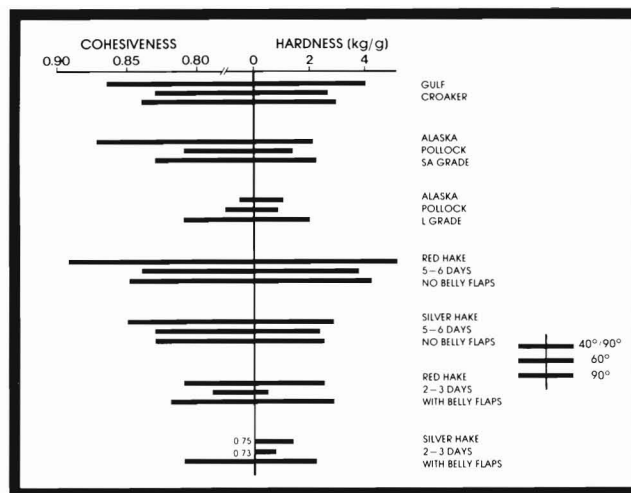 COHESIVENESS HARDNESS (kg/g)
0.90 0.85 0.80 0 2 4
GULF
CROAKER
ALASKA
POLLOCK
SA GRADE
ALASKA
POLLOCK
L GRADE
RED HAKE
5–6 DAYS
NO BELLY FLAPS
SILVER HAKE
5–6 DAYS
NO BELLY FLAPS
40°/90°
60°
90°
RED HAKE
2–3 DAYS
WITH BELLY FLAPS
0 75 SILVER HAKE
0 73 2–3 DAYS
WITH BELLY FLAPS